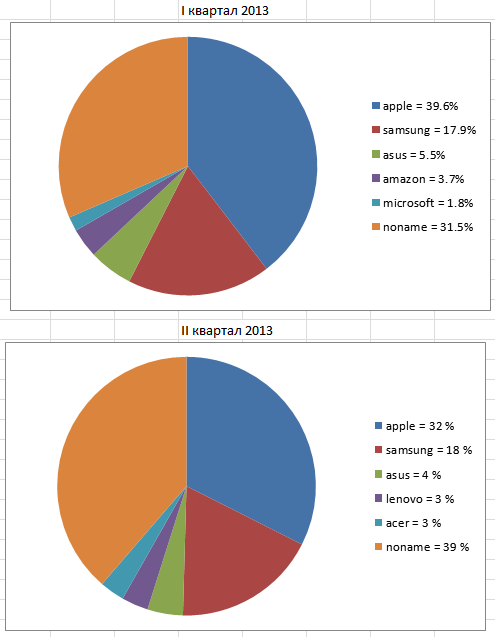 I квартал 2013
apple = 39.6%
samsung = 17.9%
asus = 5.5%
amazon = 3.7%
microsoft = 1.8%
noname = 31.5%
II квартал 2013
apple = 32 %
samsung = 18 %
asus = 4 %
lenovo = 3 %
acer = 3 %
noname = 39 %